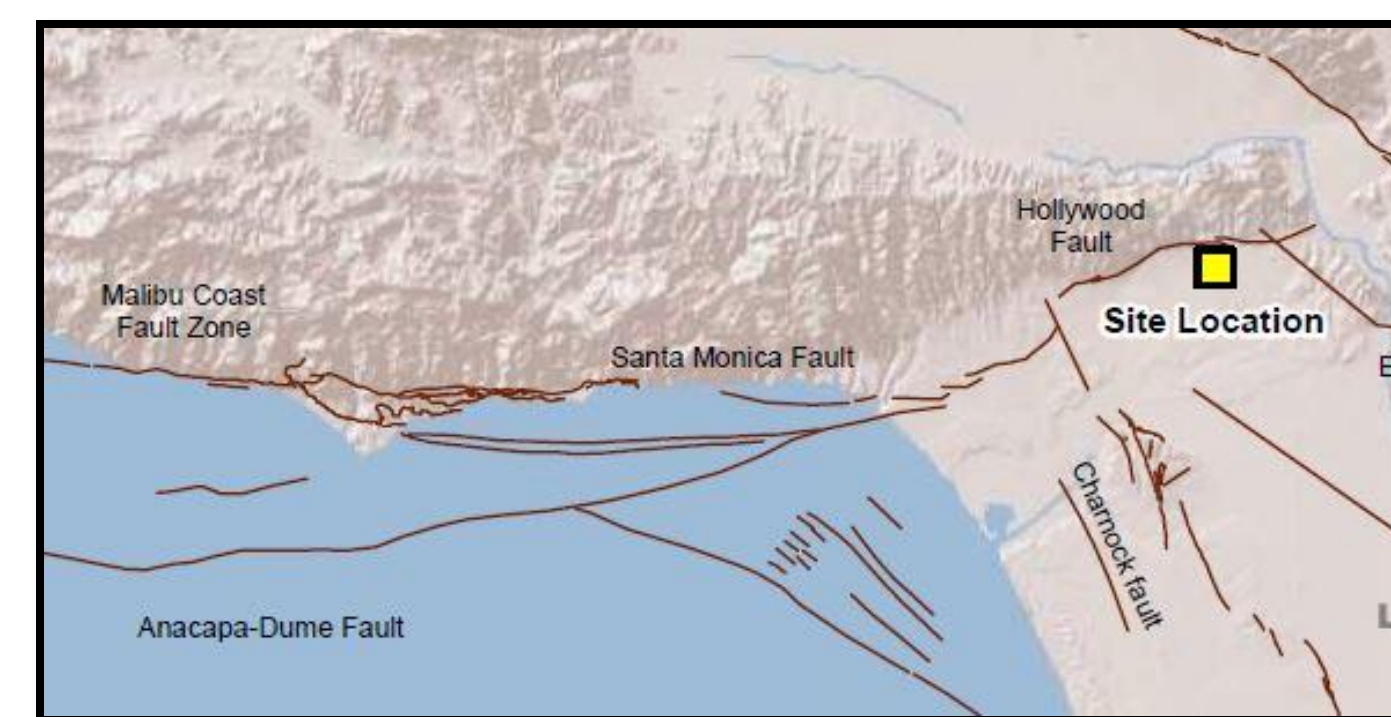 Hollywood
Fault
Malibu Coast
Fault Zone
Site Location
Santa Monica Fault
Charnock fault
Anacapa-Dume Fault